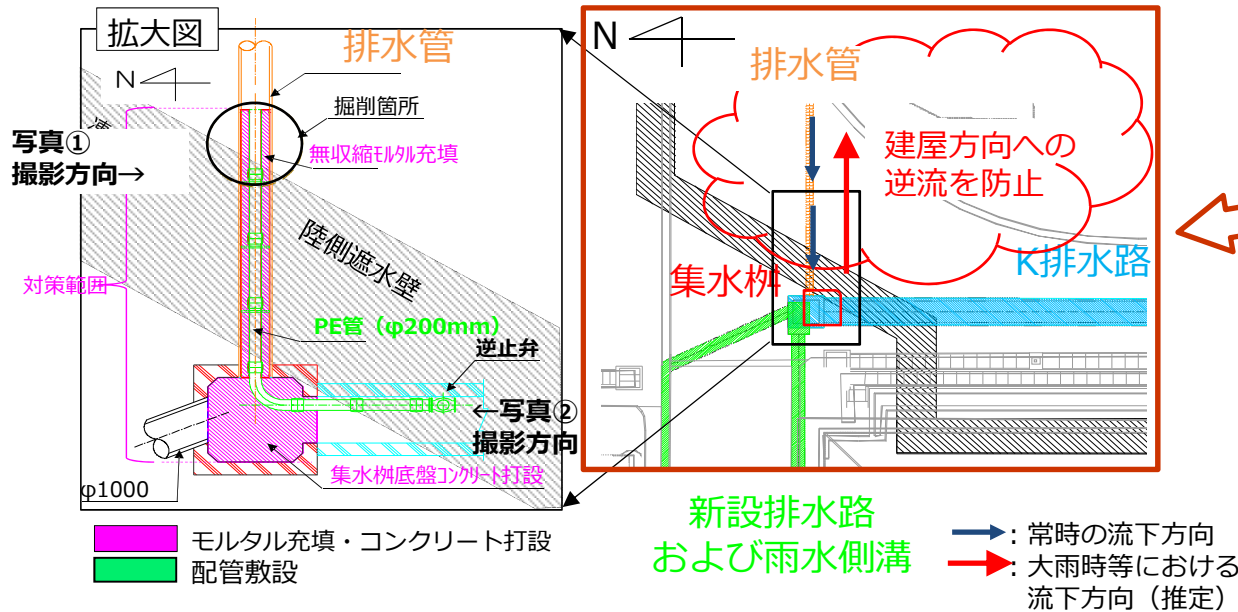 拡大図
排水管
N
掘削箇所
写真①
撮影方向→
無収縮ﾓﾙﾀﾙ充填
陸側遮水壁
対策範囲
PE管（φ200mm）
逆止弁
←写真②
撮影方向
集水桝底盤ｺﾝｸﾘｰﾄ打設
φ1000
モルタル充填・コンクリート打設
配管敷設
N
排水管
建屋方向への
逆流を防止
K排水路
集水桝
新設排水路
および雨水側溝
：常時の流下方向
：大雨時等における
流下方向（推定）